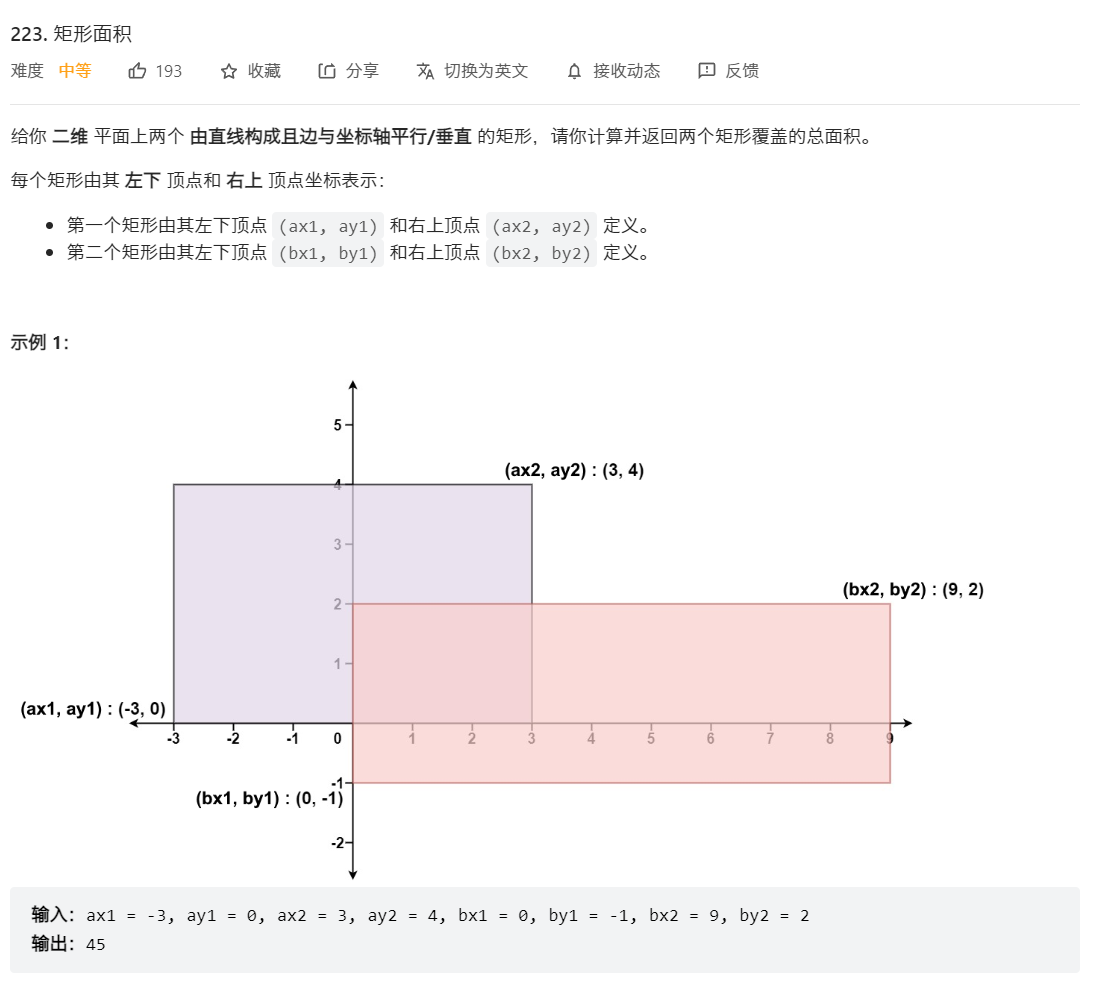 223. 矩形面积
难度 中等 193 收藏 分享 切换为英文 接收动态 反馈
给你 二维 平面上两个 由直线构成且边与坐标轴平行/垂直 的矩形，请你计算并返回两个矩形覆盖的总面积。
每个矩形由其 左下 顶点和 右上 顶点坐标表示：
第一个矩形由其左下顶点 (ax1, ay1) 和右上顶点 (ax2, ay2) 定义。
第二个矩形由其左下顶点 (bx1, by1) 和右上顶点 (bx2, by2) 定义。
示例 1：
5
(ax2, ay2) : (3, 4)
4
3
(bx2, by2) : (9, 2)
2
1
(ax1, ay1) : (-3, 0)
-3 -2 -1 0 1 2 3 4 5 6 7 8 9
-1
(bx1, by1) : (0, -1)
-2
输入：ax1 = -3, ay1 = 0, ax2 = 3, ay2 = 4, bx1 = 0, by1 = -1, bx2 = 9, by2 = 2
输出：45